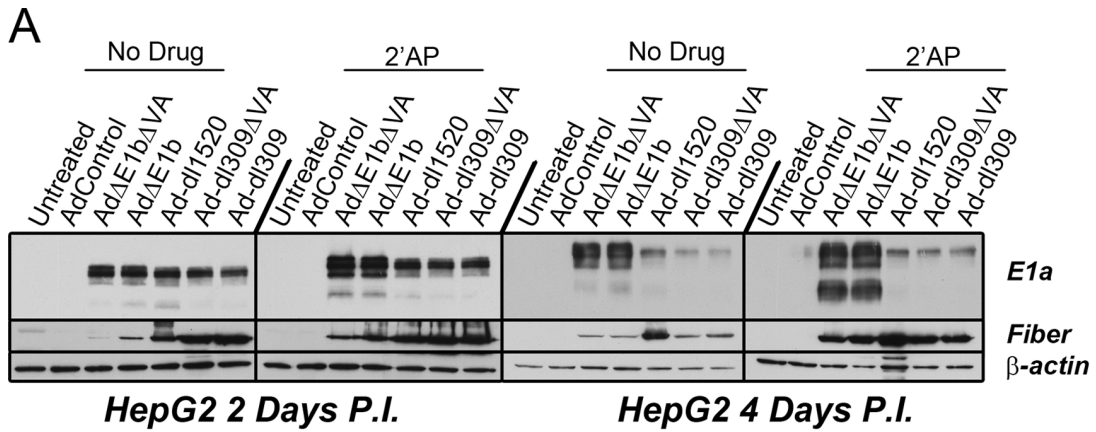 A
No Drug
2'AP
No Drug
2'AP
Untreated
AdControl
AdΔE1bΔVA
AdΔE1b
Ad-dl1520
Ad-dl309ΔVA
Ad-dl309
Untreated
AdControl
AdΔE1bΔVA
AdΔE1b
Ad-dl1520
Ad-dl309ΔVA
Ad-dl309
Untreated
AdControl
AdΔE1bΔVA
AdΔE1b
Ad-dl1520
Ad-dl309ΔVA
Ad-dl309
Untreated
AdControl
AdΔE1bΔVA
AdΔE1b
Ad-dl1520
Ad-dl309ΔVA
Ad-dl309
E1a
Fiber
β-actin
HepG2 2 Days P.I.
HepG2 4 Days P.I.